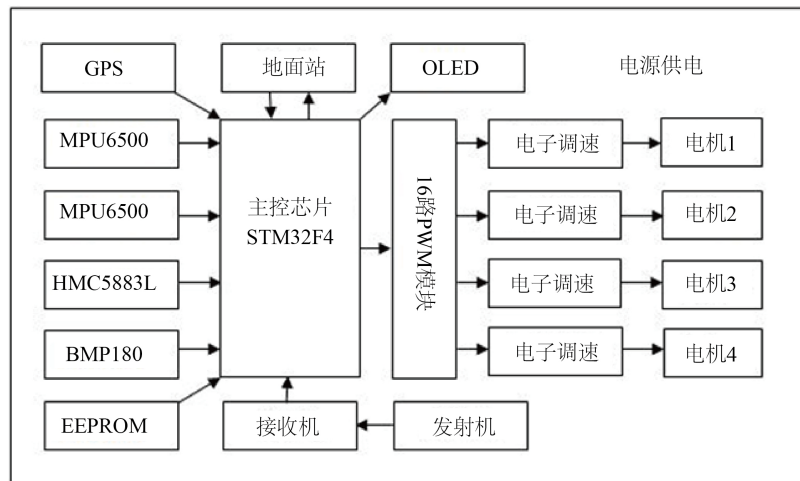 GPS
地面站
OLED
电源供电
MPU6500
MPU6500
HMC5883L
BMP180
EEPROM
主控芯片
STM32F4
16路PWM模块
电子调速
电机1
电子调速
电机2
电子调速
电机3
电子调速
电机4
接收机
发射机